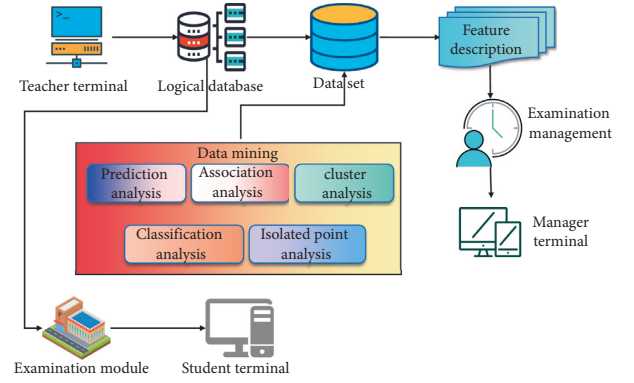 Teacher terminal
Logical database
Data set
Feature
description
Examination
management
Manager
terminal
Data mining
Prediction
analysis
Association
analysis
cluster
analysis
Classification
analysis
Isolated point
analysis
Examination module
Student terminal